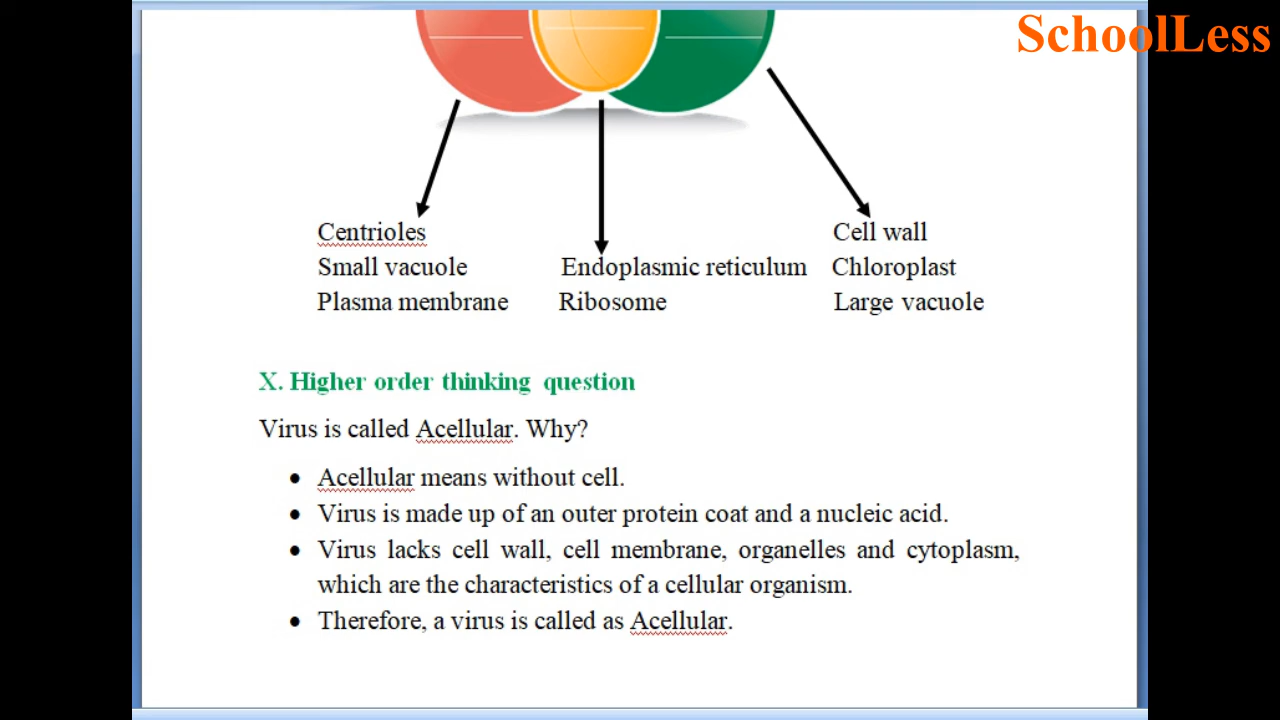 SchoolLess
Centrioles
Cell wall
Small vacuole
Endoplasmic reticulum
Chloroplast
Plasma membrane
Ribosome
Large vacuole
X. Higher order thinking question
Virus is called Acellular. Why?
• Acellular means without cell.
• Virus is made up of an outer protein coat and a nucleic acid.
• Virus lacks cell wall, cell membrane, organelles and cytoplasm,
which are the characteristics of a cellular organism.
• Therefore, a virus is called as Acellular.